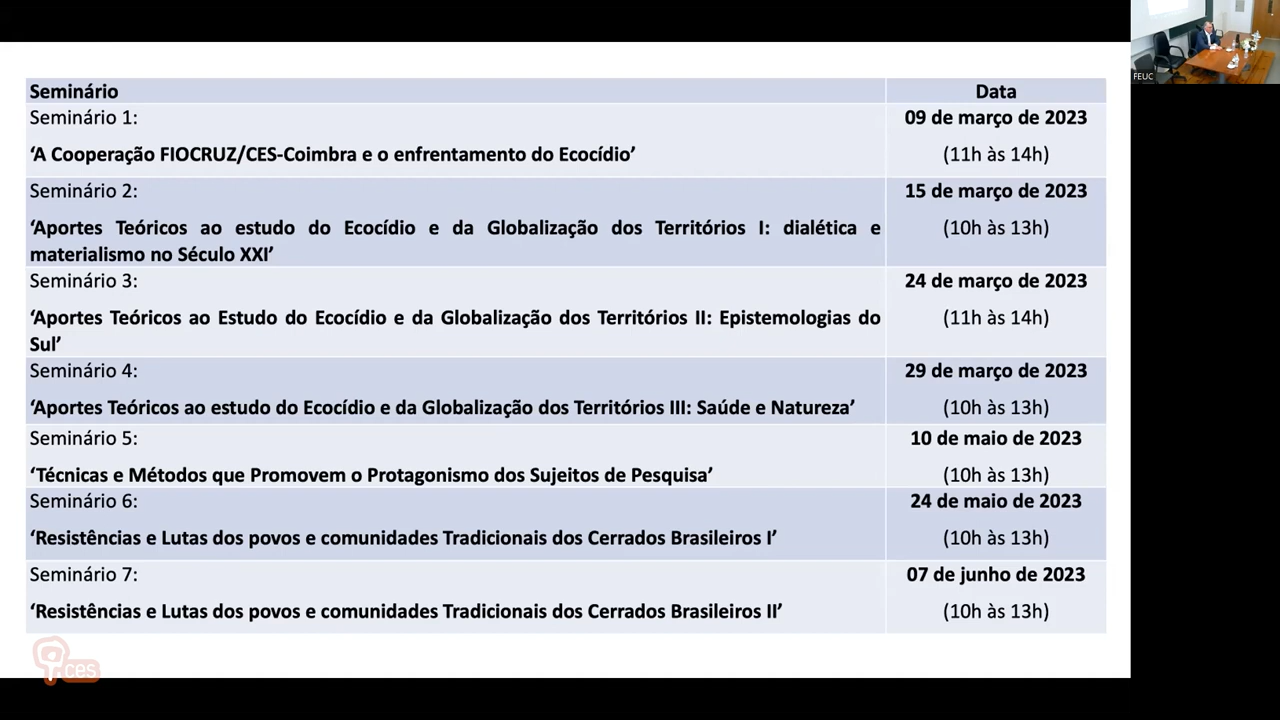 Seminário
Data
Seminário 1:
09 de março de 2023
‘A Cooperação FIOCRUZ/CES-Coimbra e o enfrentamento do Ecocídio’
(11h às 14h)
Seminário 2:
15 de março de 2023
‘Aportes Teóricos ao estudo do Ecocídio e da Globalização dos Territórios I: dialética e
(10h às 13h)
materialismo no Século XXI’
Seminário 3:
24 de março de 2023
‘Aportes Teóricos ao Estudo do Ecocídio e da Globalização dos Territórios II: Epistemologias do
(11h às 14h)
Sul’
Seminário 4:
29 de março de 2023
‘Aportes Teóricos ao estudo do Ecocídio e da Globalização dos Territórios III: Saúde e Natureza’
(10h às 13h)
Seminário 5:
10 de maio de 2023
‘Técnicas e Métodos que Promovem o Protagonismo dos Sujeitos de Pesquisa’
(10h às 13h)
Seminário 6:
24 de maio de 2023
‘Resistências e Lutas dos povos e comunidades Tradicionais dos Cerrados Brasileiros I’
(10h às 13h)
Seminário 7:
07 de junho de 2023
‘Resistências e Lutas dos povos e comunidades Tradicionais dos Cerrados Brasileiros II’
(10h às 13h)
ces
FEUC